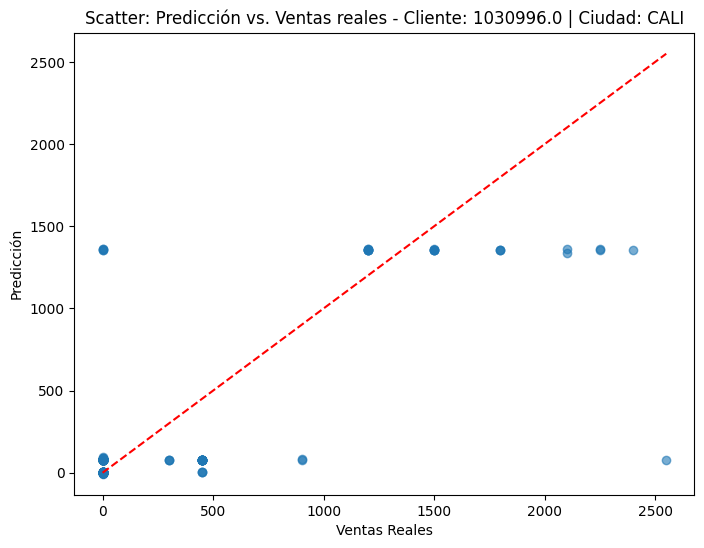 Scatter: Predicción vs. Ventas reales - Cliente: 1030996.0 | Ciudad: CALI
2500
2000
1500
1000
500
0
Predicción
0 500 1000 1500 2000 2500
Ventas Reales